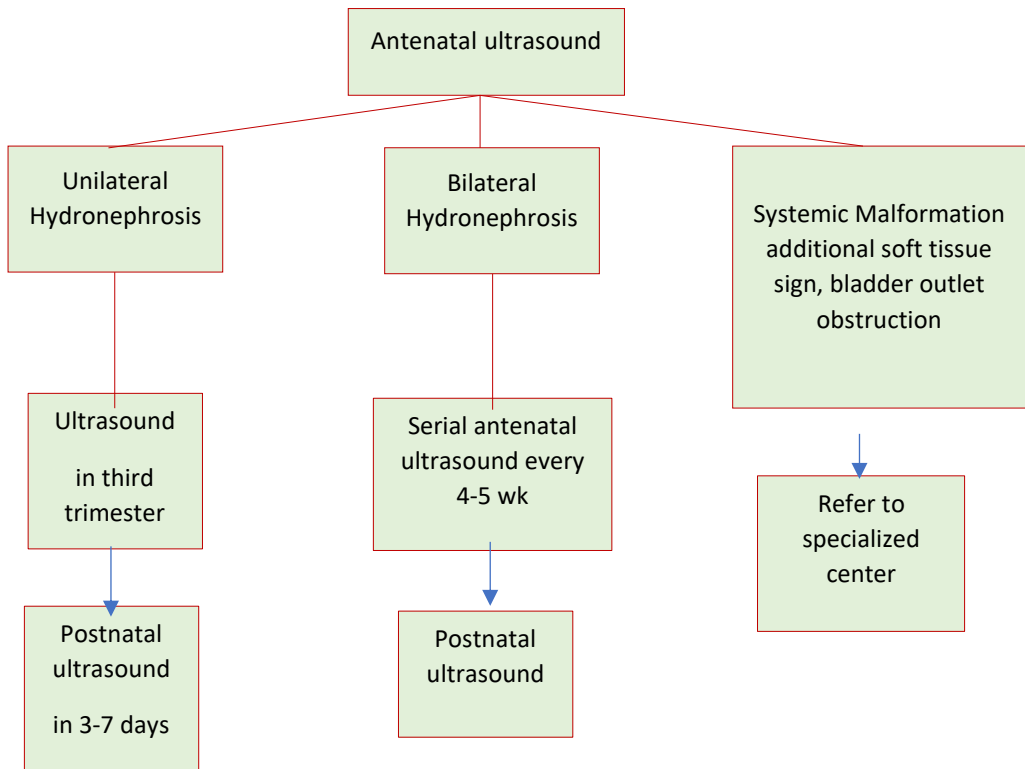 Antenatal ultrasound
Unilateral
Hydronephrosis
Bilateral
Hydronephrosis
Systemic Malformation
additional soft tissue
sign, bladder outlet
obstruction
Ultrasound
in third
trimester
Serial antenatal
ultrasound every
4-5 wk
Refer to
specialized
center
Postnatal
ultrasound
in 3-7 days
Postnatal
ultrasound